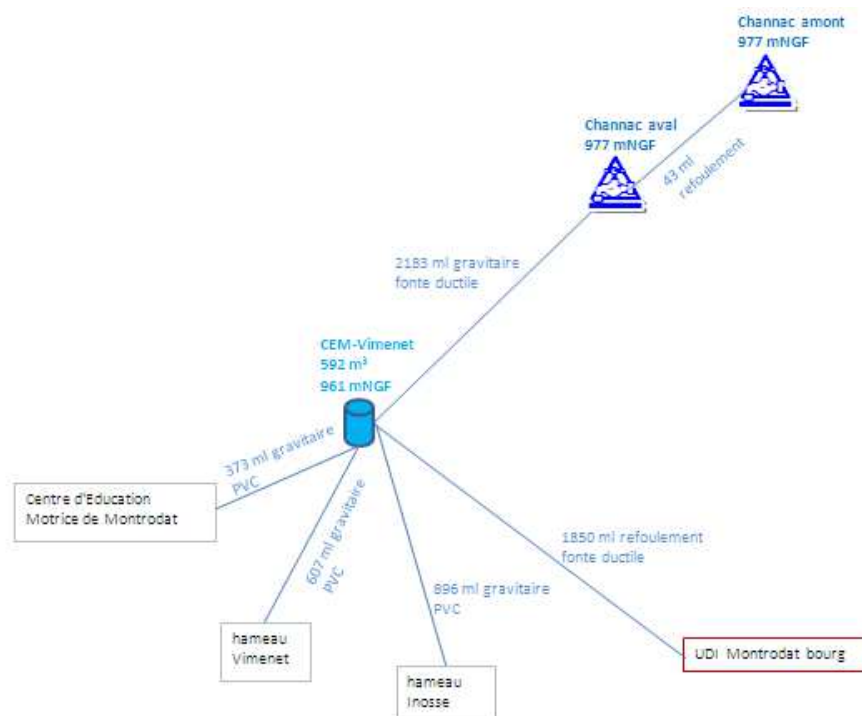 Channac amont
977 mNGF
Channac aval
977 mNGF
43 ml
refoulement
2183 ml gravitaire
fonte ductile
CEM-Vimenet
592 m³
961 mNGF
373 ml gravitaire
PVC
Centre d'Education
Motrice de Montrodat
607 ml gravitaire
PVC
1850 ml refoulement
fonte ductile
896 ml gravitaire
PVC
hameau
Vimenet
UDI Montrodat bourg
hameau
Inosse